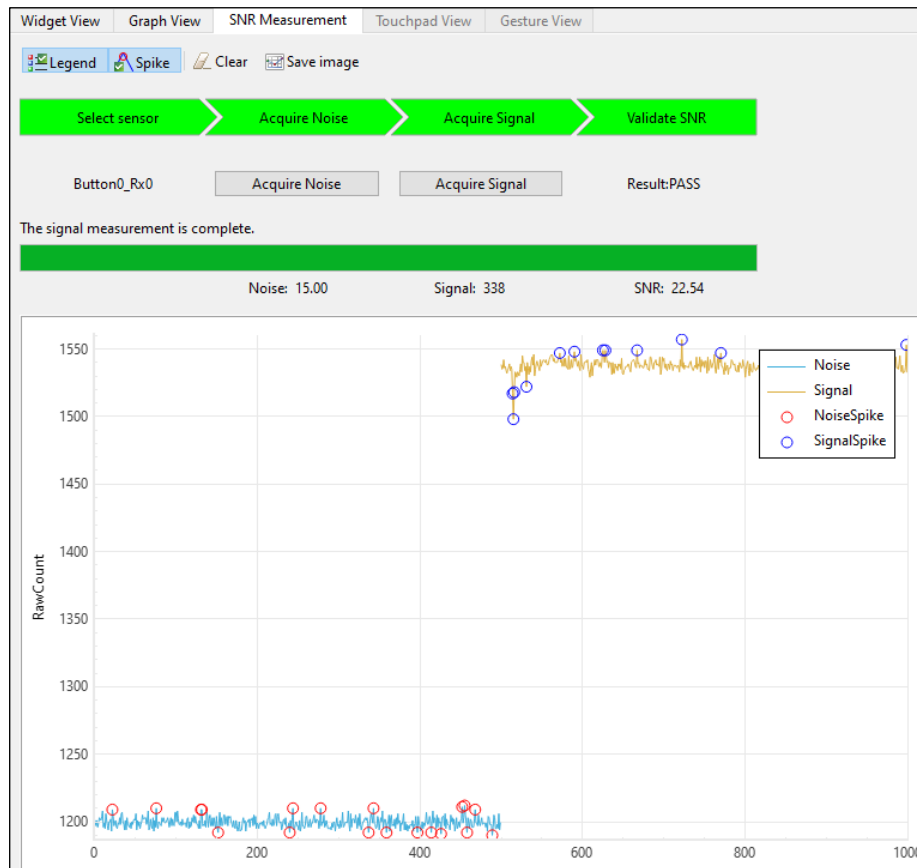 Widget View Graph View SNR Measurement Touchpad View Gesture View
Legend Spike Clear Save image
Select sensor Acquire Noise Acquire Signal Validate SNR
Button0_Rx0 Acquire Noise Acquire Signal Result:PASS
The signal measurement is complete.
Noise: 15.00 Signal: 338 SNR: 22.54
1550
1500
1450
1400
1350
1300
1250
1200
RawCount
Noise
Signal
NoiseSpike
SignalSpike
0 200 400 600 800 1000